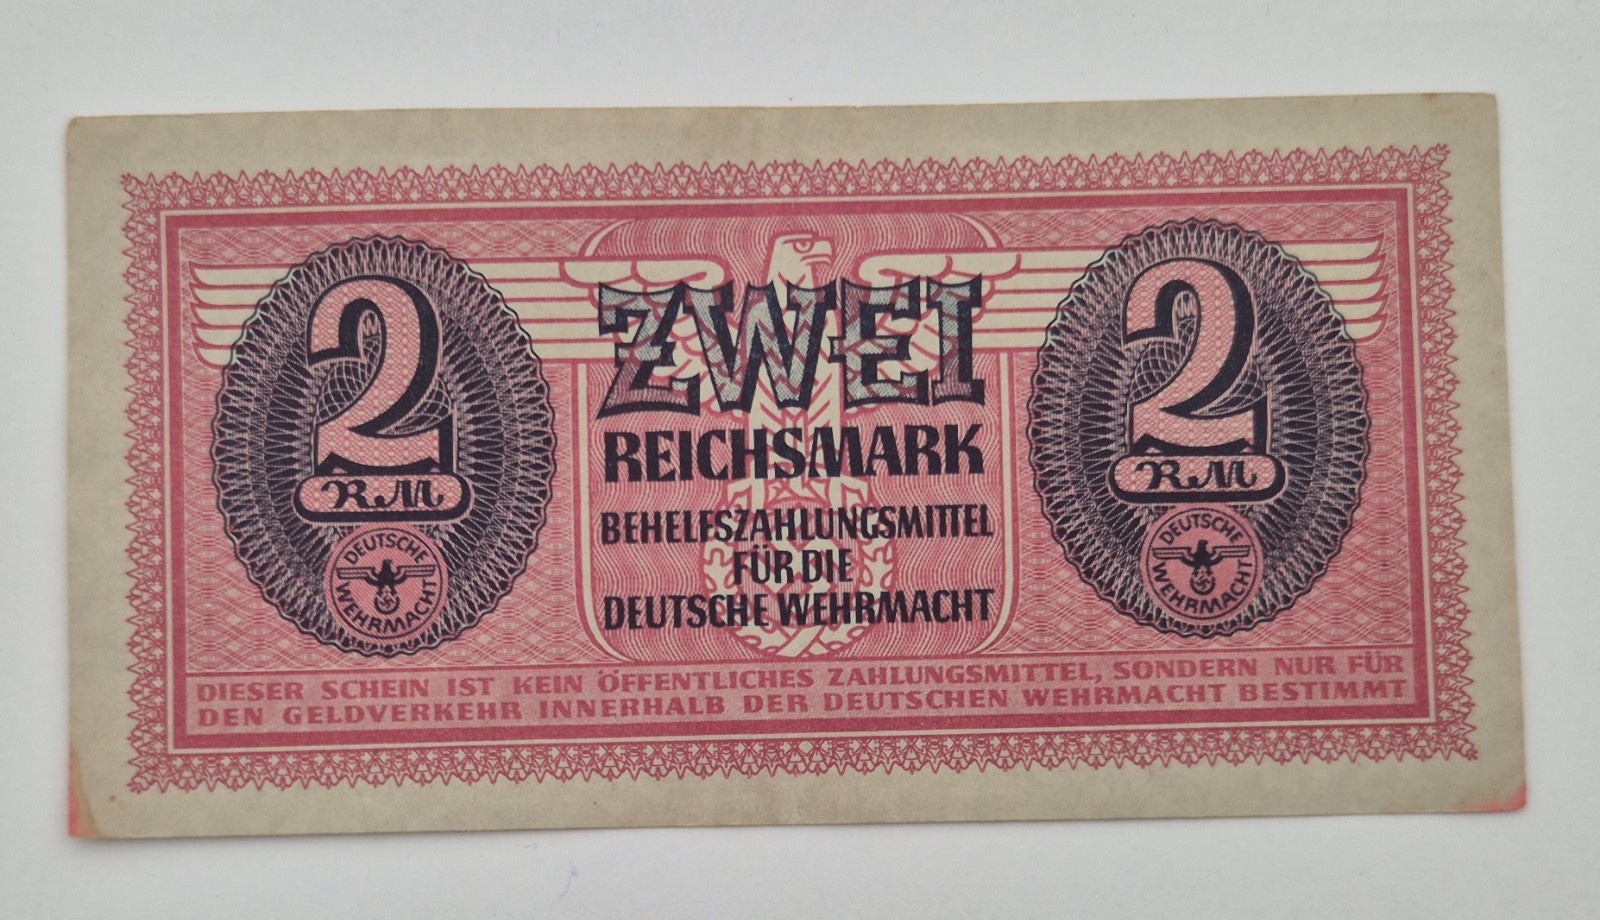 2
RM
DEUTSCHE
WEHRMACHT
ZWEI
REICHSMARK
BEHELFSZAHLUNGSMITTEL
FÜR DIE
DEUTSCHE WEHRMACHT
2
RM
DEUTSCHE
WEHRMACHT
DIESER SCHEIN IST KEIN ÖFFENTLICHES ZAHLUNGSMITTEL, SONDERN NUR FÜR
DEN GELDVERKEHR INNERHALB DER DEUTSCHEN WEHRMACHT BESTIMMT